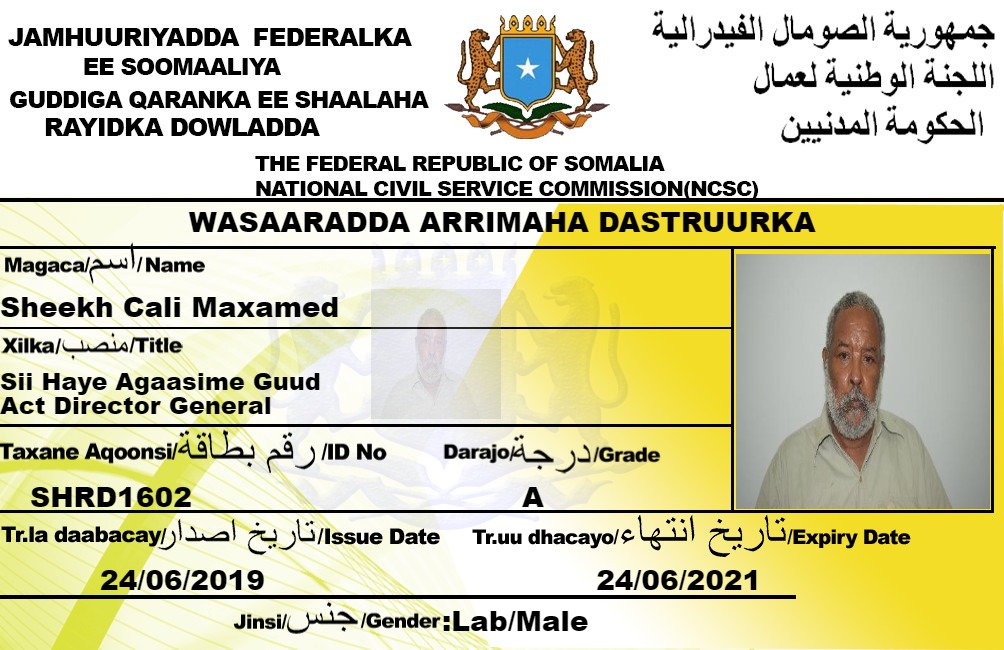 JAMHUURIYADDA FEDERALKA
EE SOOMAALIYA
GUDDIGA QARANKA EE SHAALAHA
RAYIDKA DOWLADDA
جمهورية الصومال الفيدرالية
اللجنة الوطنية لعمال
الحكومة المدنيين
THE FEDERAL REPUBLIC OF SOMALIA
NATIONAL CIVIL SERVICE COMMISSION(NCSC)
WASAARADDA ARRIMAHA DASTRUURKA
Magaca/اسم/Name
Sheekh Cali Maxamed
Xilka/منصب/Title
Sii Haye Agaasime Guud
Act Director General
Taxane Aqoonsi/رقم بطاقة/ID No
Darajo/درجة/Grade
SHRD1602
A
Tr.la daabacay/تاريخ اصدار/Issue Date
Tr.uu dhacayo/تاريخ انتهاء/Expiry Date
24/06/2019
24/06/2021
Jinsi/جنس/Gender:Lab/Male